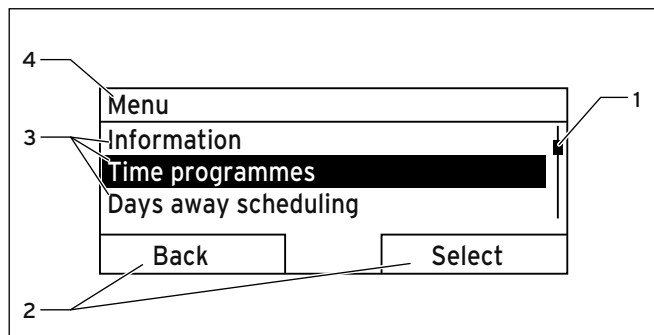 4
Menu
1
3
Information
Time programmes
Days away scheduling
Back Select
2